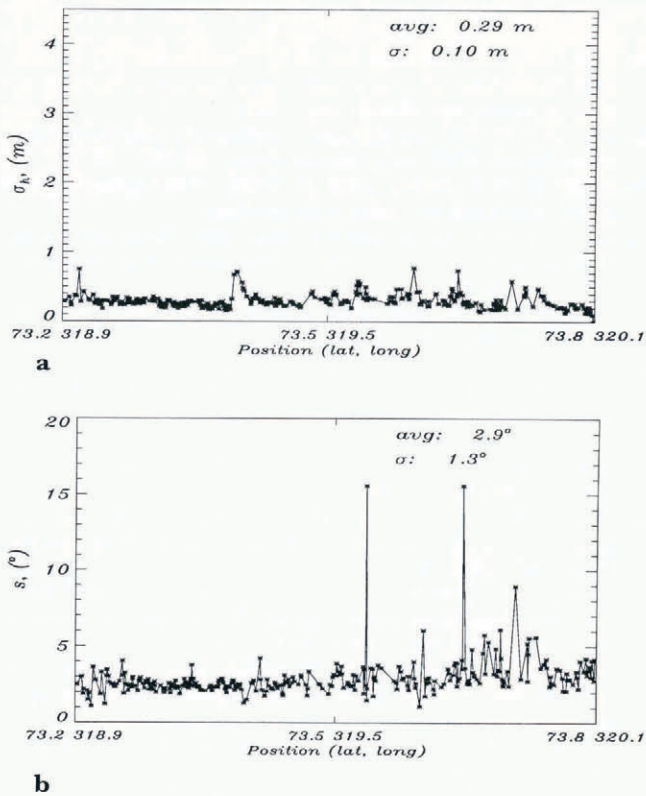 avg: 0.29 m
σ: 0.10 m
4
3
2
1
0
σₕ, (m)
73.2 318.9
73.5 319.5
73.8 320.1
Position (lat, long)
a
20
15
10
5
0
avg: 2.9°
σ: 1.3°
s, (°)
73.2 318.9
73.5 319.5
73.8 320.1
Position (lat, long)
b